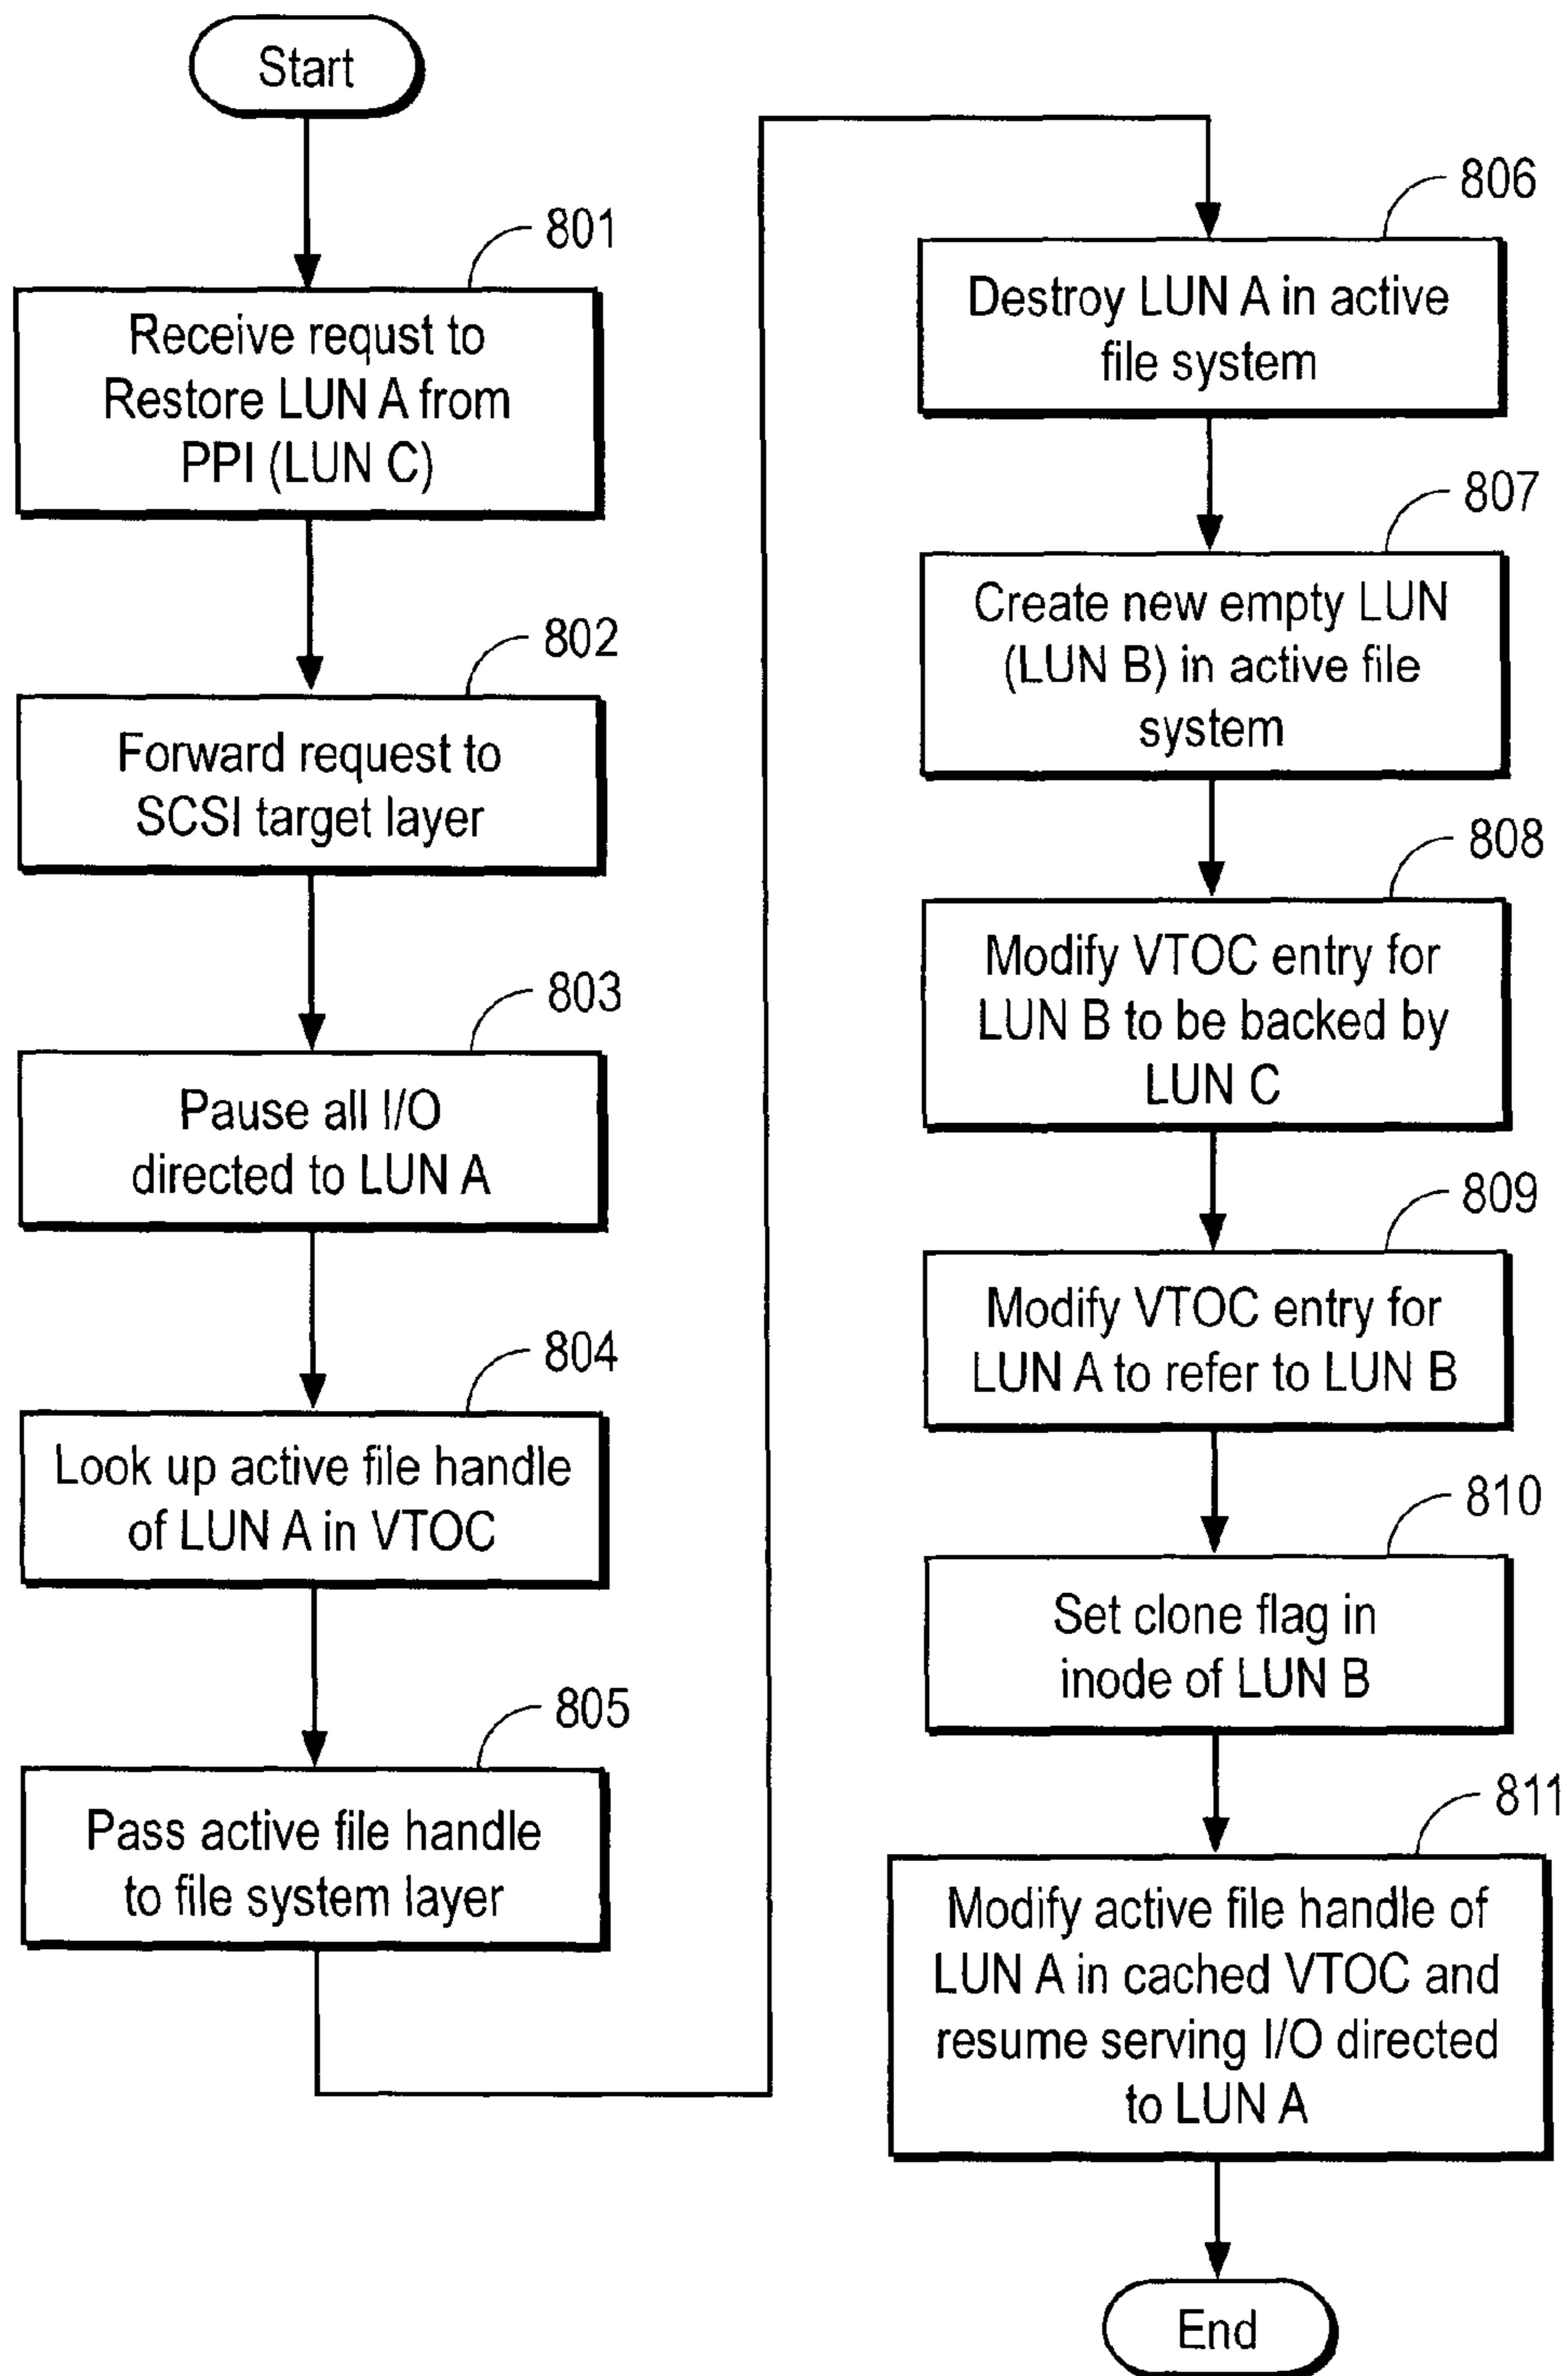 Start
801
Receive requst to
Restore LUN A from
PPI (LUN C)
802
Forward request to
SCSI target layer
803
Pause all I/O
directed to LUN A
804
Look up active file handle
of LUN A in VTOC
805
Pass active file handle
to file system layer
806
Destroy LUN A in active
file system
807
Create new empty LUN
(LUN B) in active file
system
808
Modify VTOC entry for
LUN B to be backed by
LUN C
809
Modify VTOC entry for
LUN A to refer to LUN B
810
Set clone flag in
inode of LUN B
811
Modify active file handle of
LUN A in cached VTOC and
resume serving I/O directed
to LUN A
End